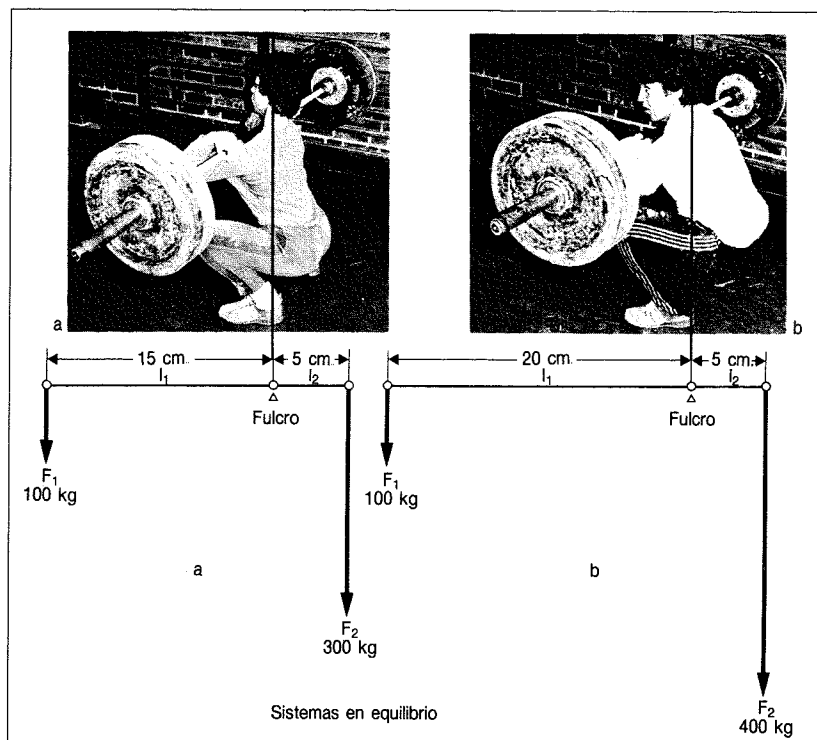 a
b
15 cm.
5 cm.
20 cm.
5 cm.
l₁
l₂
l₁
l₂
Fulcro
Fulcro
F₁
100 kg
F₁
100 kg
a
b
F₂
300 kg
F₂
400 kg
Sistemas en equilibrio